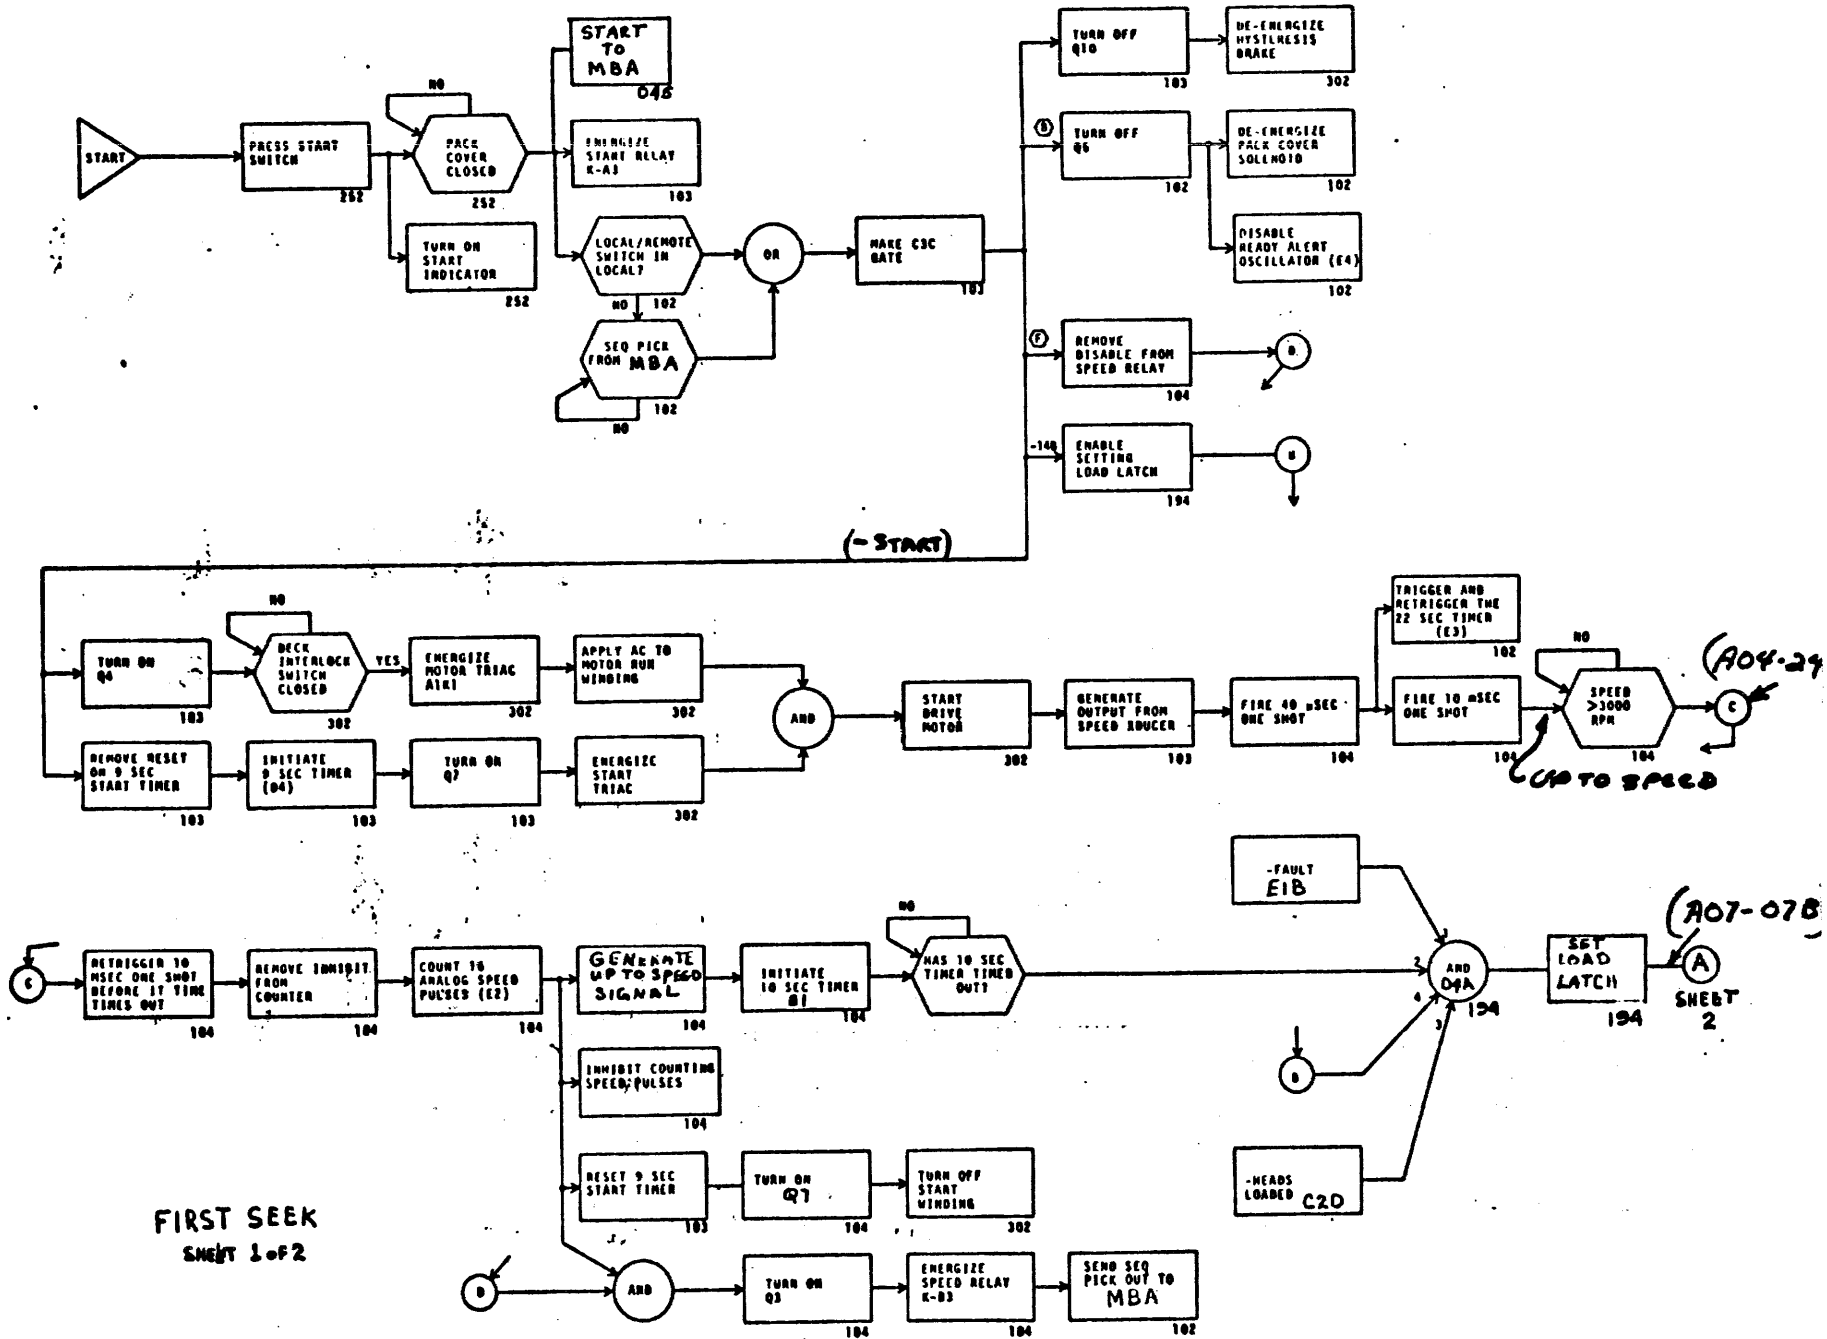 START
PRESS START
SWITCH
252
NO
PACK
COVER
CLOSED
252
TURN ON
START
INDICATOR
252
START
TO
MBA
ENERGIZE
START RELAY
K-A3
103
LOCAL/REMOTE
SWITCH IN
LOCAL?
NO
102
SEQ PICK
FROM MBA
102
NO
OR
MAKE C3C
GATE
103
TURN OFF
Q10
103
DE-ENERGIZE
HYSTERESIS
BRAKE
302
TURN OFF
Q5
102
DE-ENERGIZE
PACK COVER
SOLENOID
102
DISABLE
READY ALERT
OSCILLATOR (E4)
102
F
REMOVE
DISABLE FROM
SPEED RELAY
104
ENABLE
SETTING
LOAD LATCH
194
(-START)
TURN ON
Q4
103
NO
DECK
INTERLOCK
SWITCH
CLOSED
302
YES
ENERGIZE
MOTOR TRIAC
A1K1
302
APPLY AC TO
MOTOR RUN
WINDING
302
REMOVE RESET
ON 9 SEC
START TIMER
103
INITIATE
9 SEC TIMER
(D4)
103
TURN ON
103
ENERGIZE
START
TRIAC
302
AND
START
DRIVE
MOTOR
302
GENERATE
OUTPUT FROM
SPEED XDUCER
103
FIRE 40 µSEC
ONE SHOT
104
TRIGGER AND
RETRIGGER THE
22 SEC TIMER
(E3)
102
FIRE 10 mSEC
ONE SHOT
104
UP TO SPEED
NO
SPEED
>3000
RPM
104
C
(A04-24
C
RETRIGGER 10
MSEC ONE SHOT
BEFORE IT TIME
TIMES OUT
104
REMOVE INHIBIT
FROM
COUNTER
104
COUNT 16
ANALOG SPEED
PULSES (E2)
104
GENERATE
UP TO SPEED
SIGNAL
104
INITIATE
10 SEC TIMER
104
NO
HAS 10 SEC
TIMER TIMED
OUT?
-FAULT
E1B
1
2
4
3
AND
D4A
194
SET
LOAD
LATCH
194
(A07-07B)
A
SHEET
2
INHIBIT COUNTING
SPEED PULSES
104
RESET 9 SEC
START TIMER
103
TURN ON
Q7
104
TURN OFF
START
WINDING
302
-HEADS
LOADED C2D
AND
TURN ON
Q3
104
ENERGIZE
SPEED RELAY
K-B3
104
SEND SEQ
PICK OUT TO
MBA
102
FIRST SEEK
SHEET 1 OF 2